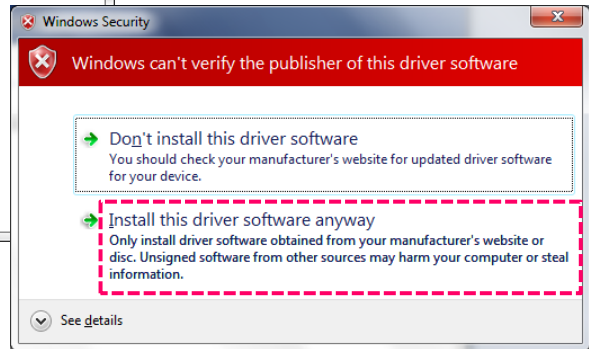 Windows Security
Windows can't verify the publisher of this driver software
Don't install this driver software
You should check your manufacturer's website for updated driver software
for your device.
Install this driver software anyway
Only install driver software obtained from your manufacturer's website or
disc. Unsigned software from other sources may harm your computer or steal
information.
See details